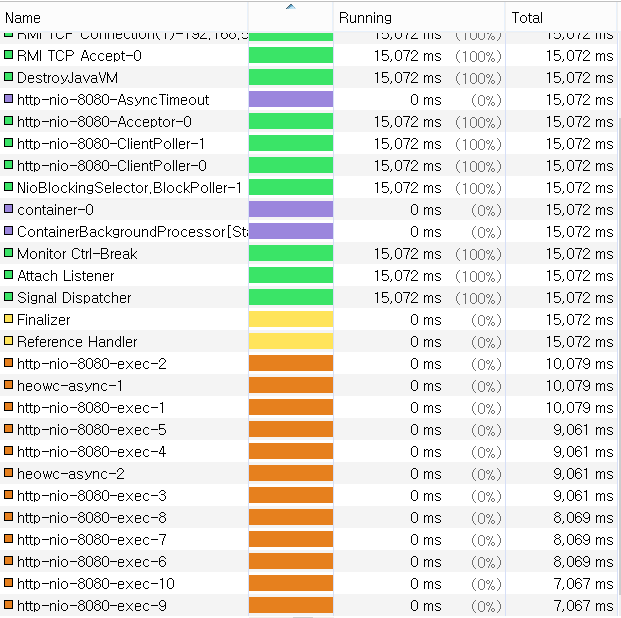 Name Running Total
RMI TCP Connection(1)-192,168,5 15,072 ms (100%) 15,072 ms
RMI TCP Accept-0 15,072 ms (100%) 15,072 ms
DestroyJavaVM 15,072 ms (100%) 15,072 ms
http-nio-8080-AsyncTimeout 0 ms (0%) 15,072 ms
http-nio-8080-Acceptor-0 15,072 ms (100%) 15,072 ms
http-nio-8080-ClientPoller-1 15,072 ms (100%) 15,072 ms
http-nio-8080-ClientPoller-0 15,072 ms (100%) 15,072 ms
NioBlockingSelector,BlockPoller-1 15,072 ms (100%) 15,072 ms
container-0 0 ms (0%) 15,072 ms
ContainerBackgroundProcessor[Sta 0 ms (0%) 15,072 ms
Monitor Ctrl-Break 15,072 ms (100%) 15,072 ms
Attach Listener 15,072 ms (100%) 15,072 ms
Signal Dispatcher 15,072 ms (100%) 15,072 ms
Finalizer 0 ms (0%) 15,072 ms
Reference Handler 0 ms (0%) 15,072 ms
http-nio-8080-exec-2 0 ms (0%) 10,079 ms
heowc-async-1 0 ms (0%) 10,079 ms
http-nio-8080-exec-1 0 ms (0%) 10,079 ms
http-nio-8080-exec-5 0 ms (0%) 9,061 ms
http-nio-8080-exec-4 0 ms (0%) 9,061 ms
heowc-async-2 0 ms (0%) 9,061 ms
http-nio-8080-exec-3 0 ms (0%) 9,061 ms
http-nio-8080-exec-8 0 ms (0%) 8,069 ms
http-nio-8080-exec-7 0 ms (0%) 8,069 ms
http-nio-8080-exec-6 0 ms (0%) 8,069 ms
http-nio-8080-exec-10 0 ms (0%) 7,067 ms
http-nio-8080-exec-9 0 ms (0%) 7,067 ms